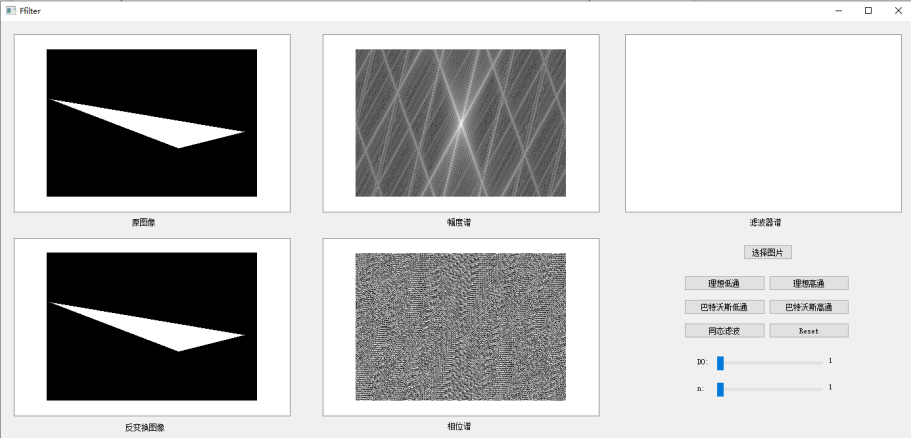 Ffilter
原图像
幅度谱
滤波器谱
选择图片
理想低通
理想高通
巴特沃斯低通
巴特沃斯高通
同态滤波
Reset
D0:
1
n:
1
反变换图像
相位谱